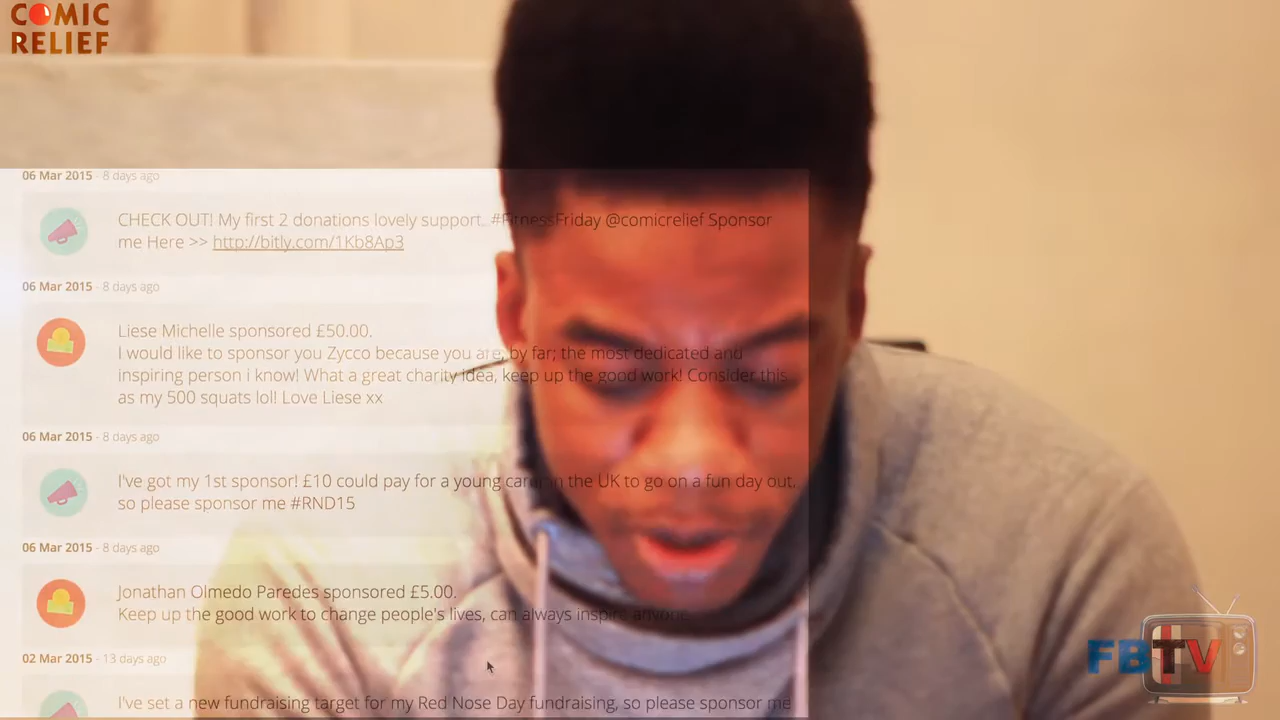 COMIC
RELIEF
06 Mar 2015 - 8 days ago
CHECK OUT! My first 2 donations lovely support. #FitnessFriday @comicrelief Sponsor
me Here >> http://bitly.com/1Kb8Ap3
06 Mar 2015 - 8 days ago
Liese Michelle sponsored £50.00.
I would like to sponsor you Zycco because you are, by far; the most dedicated and
inspiring person i know! What a great charity idea, keep up the good work! Consider this
as my 500 squats lol! Love Liese xx
06 Mar 2015 - 8 days ago
I've got my 1st sponsor! £10 could pay for a young carer in the UK to go on a fun day out,
so please sponsor me #RND15
06 Mar 2015 - 8 days ago
Jonathan Olmedo Paredes sponsored £5.00.
Keep up the good work to change people's lives, can always inspire anyone.
02 Mar 2015 - 13 days ago
I've set a new fundraising target for my Red Nose Day fundraising, so please sponsor me
FBTV